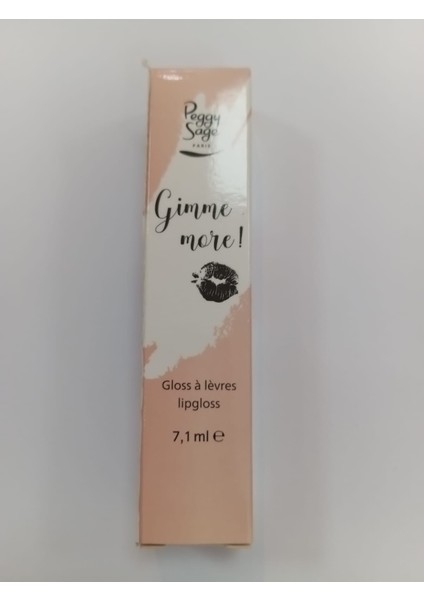 Peggy
Sage
PARIS
Gimme
more!
Gloss à lèvres
lipgloss
7,1 ml ℮